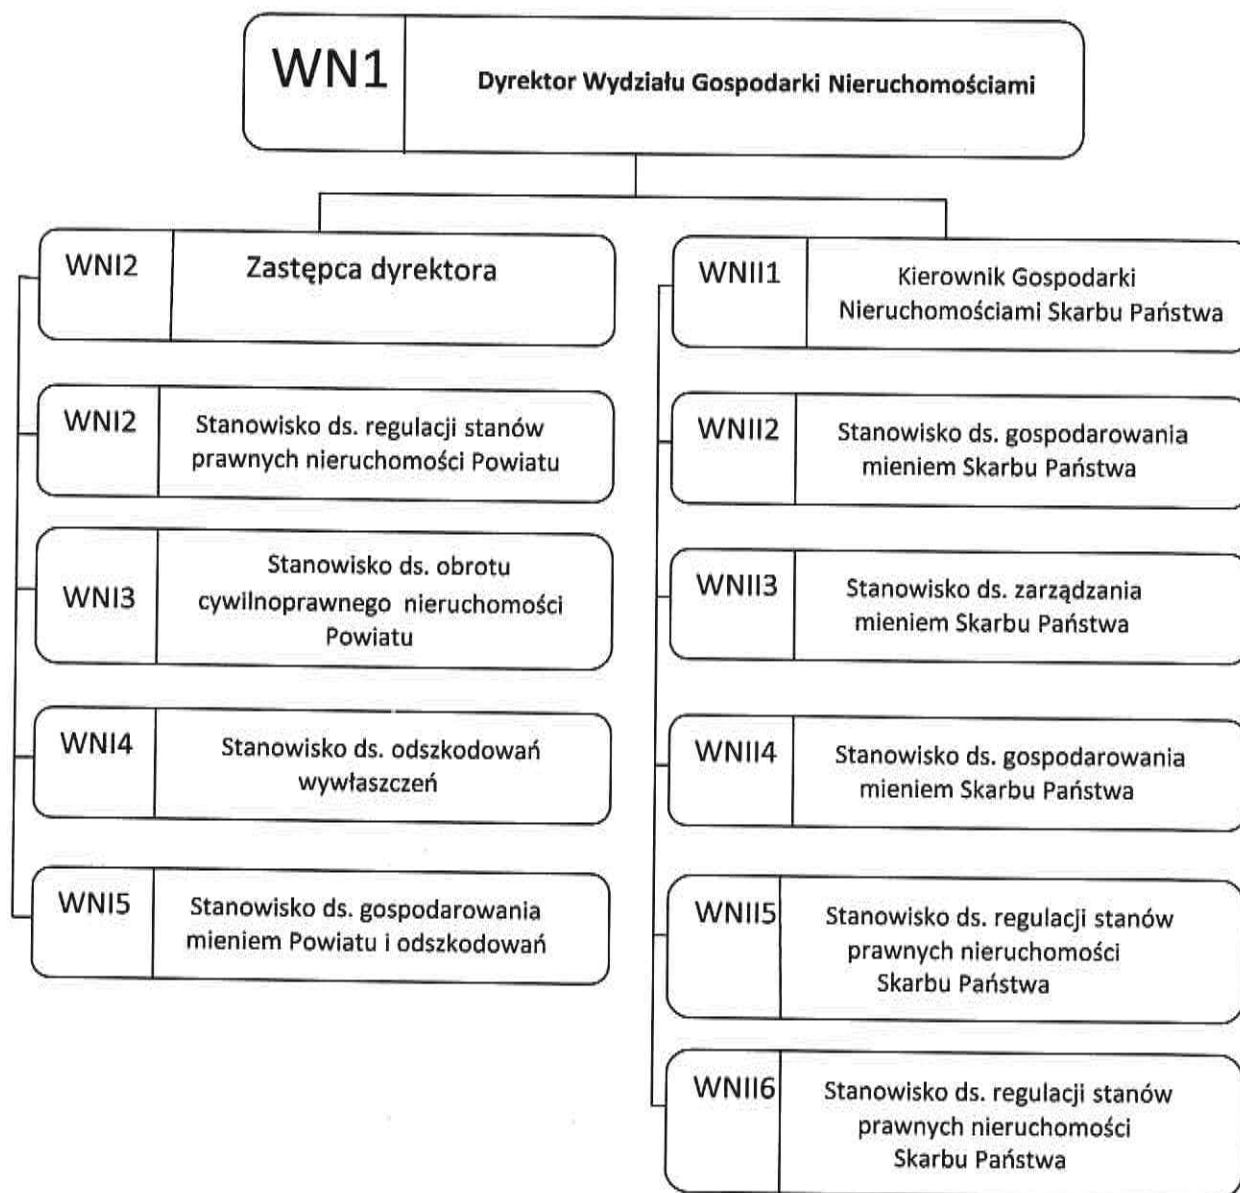 WN1
Dyrektor Wydziału Gospodarki Nieruchomościami
WNI2
Zastępca dyrektora
WNI2
Stanowisko ds. regulacji stanów
prawnych nieruchomości Powiatu
WNI3
Stanowisko ds. obrotu
cywilnoprawnego nieruchomości
Powiatu
WNI4
Stanowisko ds. odszkodowań
wywłaszczeń
WNI5
Stanowisko ds. gospodarowania
mieniem Powiatu i odszkodowań
WNII1
Kierownik Gospodarki
Nieruchomościami Skarbu Państwa
WNII2
Stanowisko ds. gospodarowania
mieniem Skarbu Państwa
WNII3
Stanowisko ds. zarządzania
mieniem Skarbu Państwa
WNII4
Stanowisko ds. gospodarowania
mieniem Skarbu Państwa
WNII5
Stanowisko ds. regulacji stanów
prawnych nieruchomości
Skarbu Państwa
WNII6
Stanowisko ds. regulacji stanów
prawnych nieruchomości
Skarbu Państwa